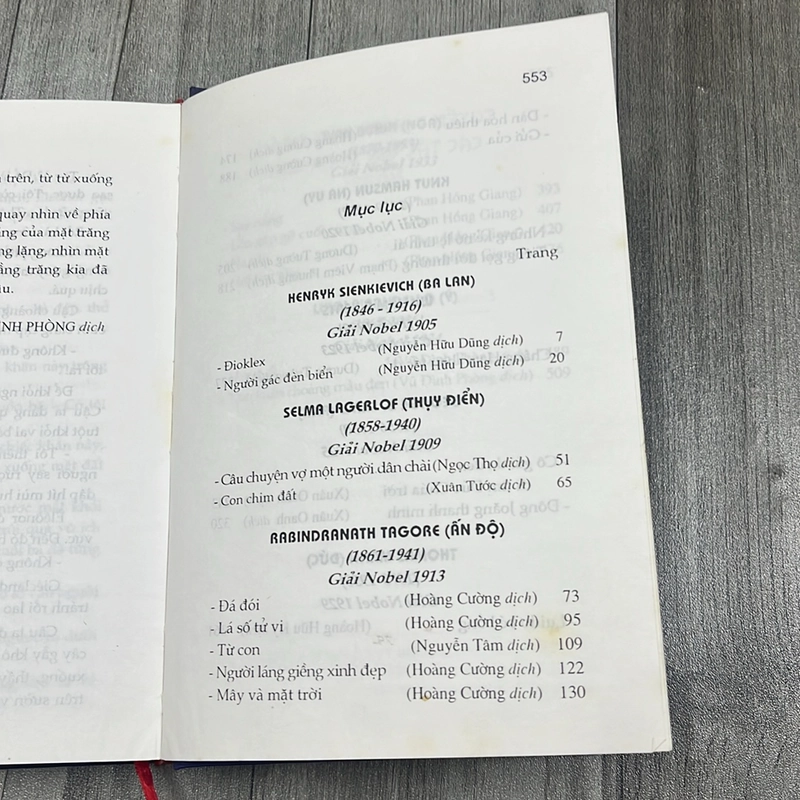 n trên, từ từ xuống
quay nhìn về phía
ng của mặt trăng
ng lặng, nhìn mặt
ầng trăng kia đã
u.
NH PHÒNG dịch
553
Mục lục
Trang
HENRYK SIENKIEVICH (BA LAN)
(1846 - 1916)
Giải Nobel 1905
- Đioklex (Nguyễn Hữu Dũng dịch) 7
- Người gác đèn biển (Nguyễn Hữu Dũng dịch) 20
SELMA LAGERLOF (THỤY ĐIỂN)
(1858-1940)
Giải Nobel 1909
- Câu chuyện vợ một người dân chài (Ngọc Thọ dịch) 51
- Con chim đất (Xuân Tước dịch) 65
RABINDRANATH TAGORE (ẤN ĐỘ)
(1861-1941)
Giải Nobel 1913
- Đá đói (Hoàng Cường dịch) 73
- Lá số tử vi (Hoàng Cường dịch) 95
- Từ con (Nguyễn Tâm dịch) 109
- Người láng giềng xinh đẹp (Hoàng Cường dịch) 122
- Mây và mặt trời (Hoàng Cường dịch) 130